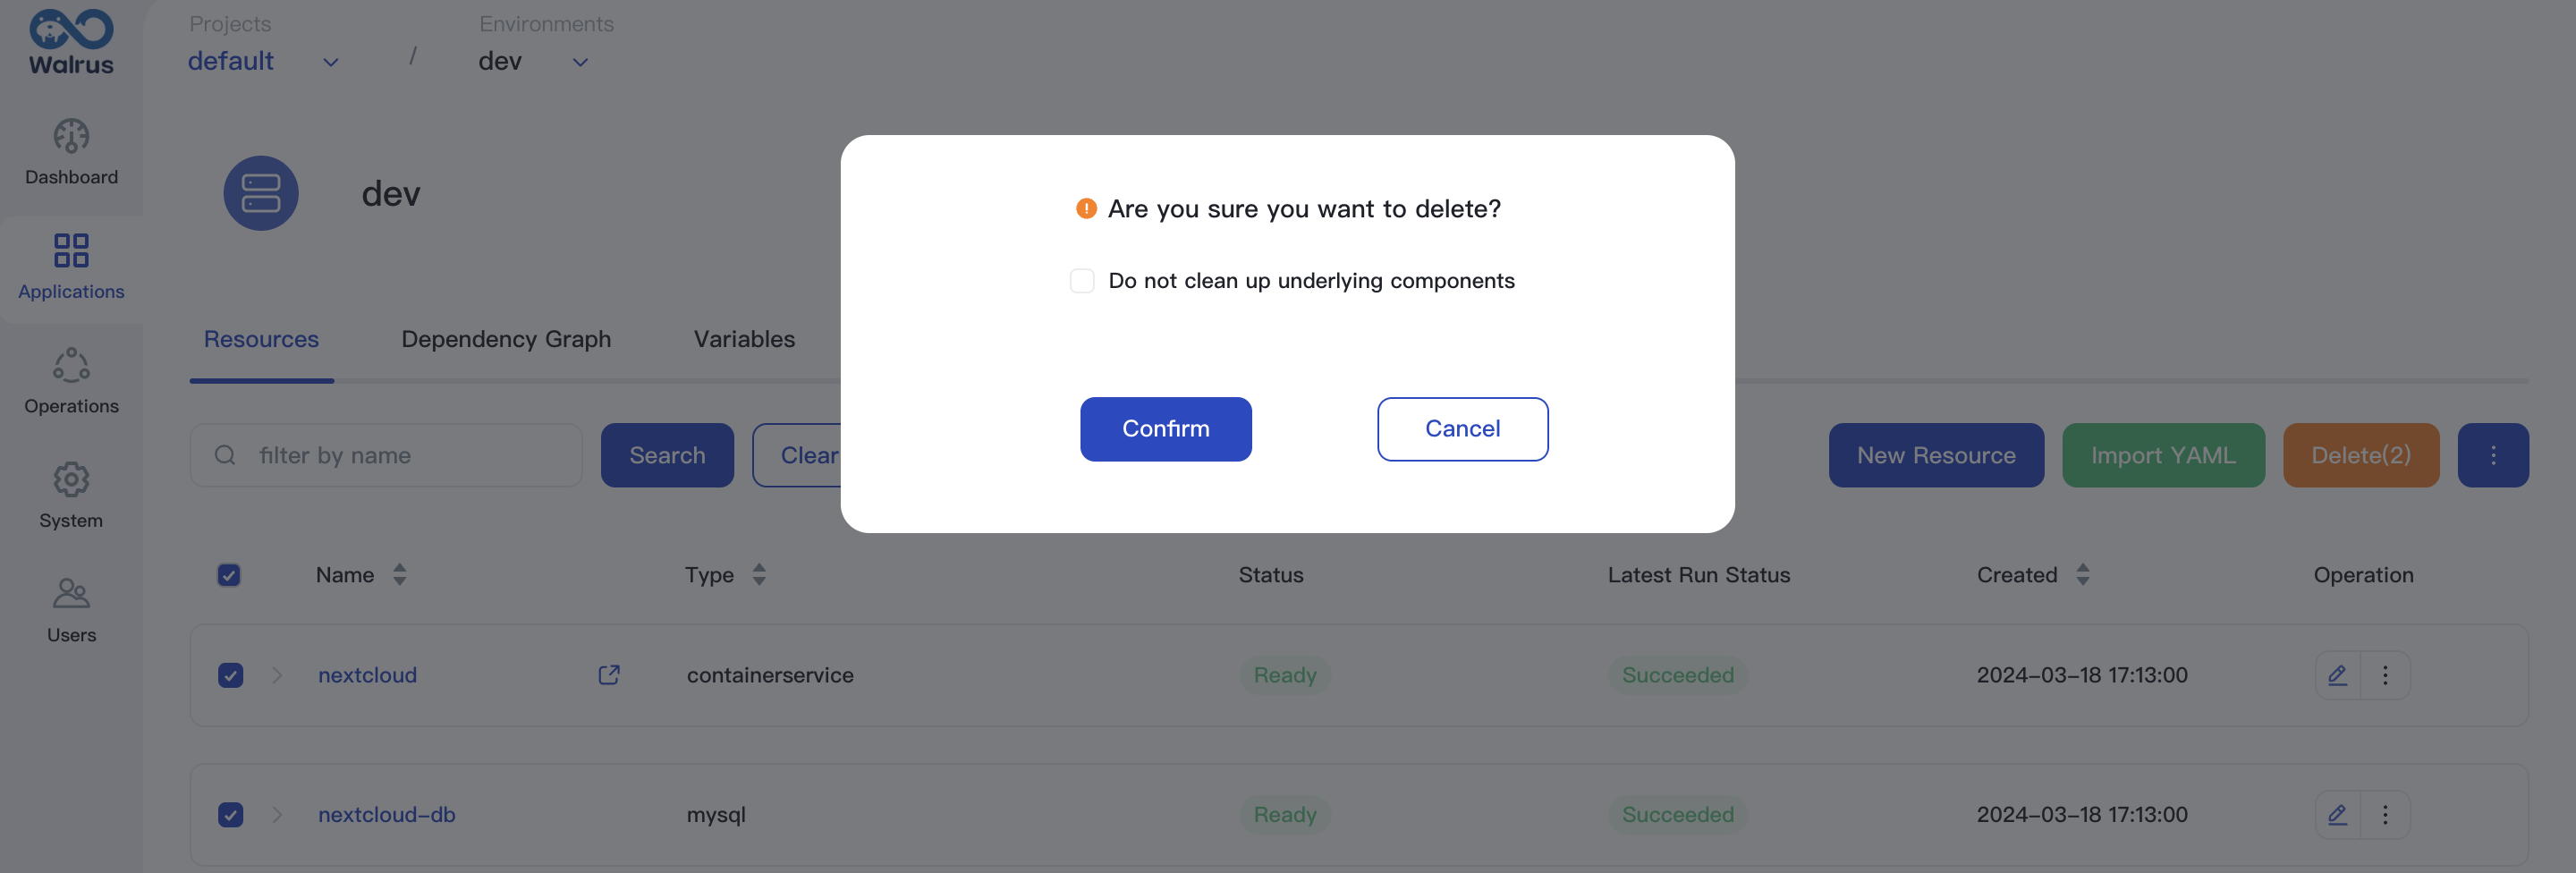 Walrus
Projects
Environments
default / dev
Dashboard
Applications
Operations
System
Users
dev
Resources Dependency Graph Variables
filter by name
Search
Clear
New Resource
Import YAML
Delete(2)
Are you sure you want to delete?
Do not clean up underlying components
Confirm
Cancel
Name Type Status Latest Run Status Created Operation
nextcloud containerservice Ready Succeeded 2024-03-18 17:13:00
nextcloud-db mysql Ready Succeeded 2024-03-18 17:13:00